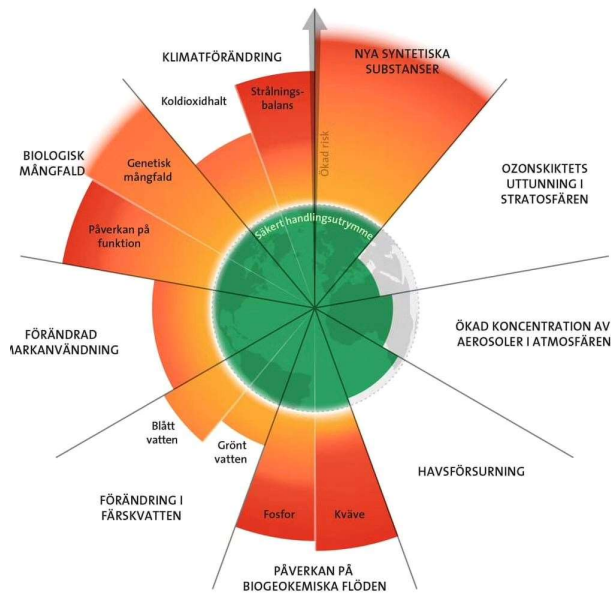 KLIMATFÖRÄNDRING
Koldioxidhalt
Strålnings-
balans
Ökad risk
NYA SYNTETISKA
SUBSTANSER
OZONSKIKTETS
UTTUNNING I
STRATOSFÄREN
ÖKAD KONCENTRATION AV
AEROSOLER I ATMOSFÄREN
HAVSFÖRSURNING
Kväve
Fosfor
PÅVERKAN PÅ
BIOGEOKEMISKA FLÖDEN
Grönt
vatten
Blått
vatten
FÖRÄNDRING I
FÄRSKVATTEN
FÖRÄNDRAD
MARKANVÄNDNING
BIOLOGISK
MÅNGFALD
Påverkan på
funktion
Genetisk
mångfald
Säkert handlingsutrymme